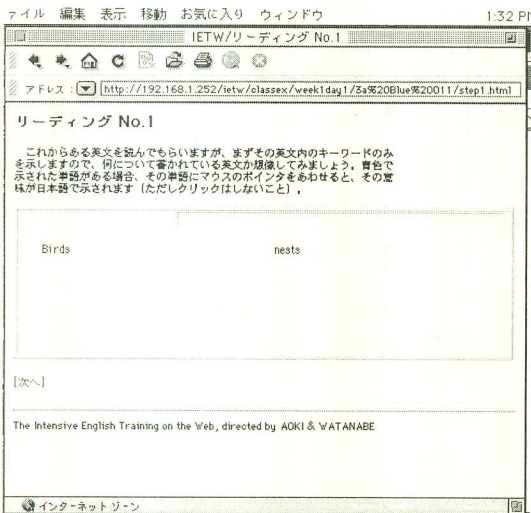 ァイル 編集 表示 移動 お気に入り ウィンドウ 1:32 P
IETW/リーディング No.1
アドレス : http://192.168.1.252/ietw/classex/week1day1/3a%20Blue%20011/step1.html
リーディング No.1
これからある英文を読んでもらいますが、まずその英文内のキーワードのみ
を示しますので、何について書かれている英文か想像してみましょう。青色で
示された単語がある場合、その単語にマウスのポインタをあわせると、その意
味が日本語で示されます（ただしクリックはしないこと）。
Birds nests
[次へ]
The Intensive English Training on the Web, directed by AOKI & WATANABE
インターネット ゾーン